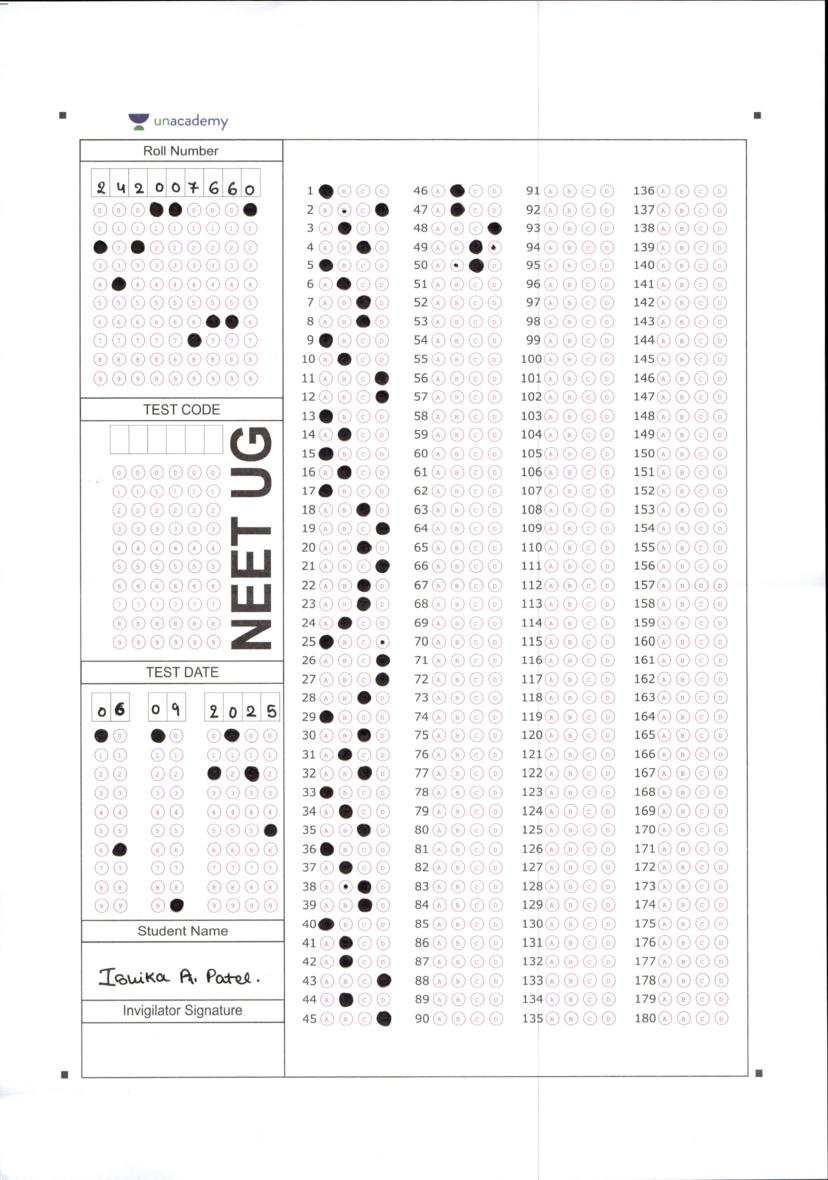 unacademy
Roll Number
2 4 2 0 0 7 6 6 0
TEST CODE
NEET UG
TEST DATE
0 6 0 9 2 0 2 5
Student Name
Ishika A. Patel.
Invigilator Signature
1 B C D 46 A C D 91 A B C D 136 A B C D
2 A C 47 A C D 92 A B C D 137 A B C D
3 A C D 48 A B C 93 A B C D 138 A B C D
4 A B D 49 A B 94 A B C D 139 A B C D
5 B C D 50 A D 95 A B C D 140 A B C D
6 A C D 51 A B C D 96 A B C D 141 A B C D
7 A B D 52 A B C D 97 A B C D 142 A B C D
8 A B D 53 A B C D 98 A B C D 143 A B C D
9 B C D 54 A B C D 99 A B C D 144 A B C D
10 A C D 55 A B C D 100 A B C D 145 A B C D
11 A B C 56 A B C D 101 A B C D 146 A B C D
12 A B C 57 A B C D 102 A B C D 147 A B C D
13 B C D 58 A B C D 103 A B C D 148 A B C D
14 A C D 59 A B C D 104 A B C D 149 A B C D
15 B C D 60 A B C D 105 A B C D 150 A B C D
16 A C D 61 A B C D 106 A B C D 151 A B C D
17 B C D 62 A B C D 107 A B C D 152 A B C D
18 A B D 63 A B C D 108 A B C D 153 A B C D
19 A B C 64 A B C D 109 A B C D 154 A B C D
20 A B D 65 A B C D 110 A B C D 155 A B C D
21 A B C 66 A B C D 111 A B C D 156 A B C D
22 A B D 67 A B C D 112 A B C D 157 A B C D
23 A B D 68 A B C D 113 A B C D 158 A B C D
24 A C D 69 A B C D 114 A B C D 159 A B C D
25 B C 70 A B C D 115 A B C D 160 A B C D
26 A B C 71 A B C D 116 A B C D 161 A B C D
27 A B C 72 A B C D 117 A B C D 162 A B C D
28 A B D 73 A B C D 118 A B C D 163 A B C D
29 B C D 74 A B C D 119 A B C D 164 A B C D
30 A B D 75 A B C D 120 A B C D 165 A B C D
31 A C D 76 A B C D 121 A B C D 166 A B C D
32 A B D 77 A B C D 122 A B C D 167 A B C D
33 B C D 78 A B C D 123 A B C D 168 A B C D
34 A C D 79 A B C D 124 A B C D 169 A B C D
35 A B D 80 A B C D 125 A B C D 170 A B C D
36 B C D 81 A B C D 126 A B C D 171 A B C D
37 A C D 82 A B C D 127 A B C D 172 A B C D
38 A D 83 A B C D 128 A B C D 173 A B C D
39 A B D 84 A B C D 129 A B C D 174 A B C D
40 B C D 85 A B C D 130 A B C D 175 A B C D
41 A C D 86 A B C D 131 A B C D 176 A B C D
42 A C D 87 A B C D 132 A B C D 177 A B C D
43 A B C 88 A B C D 133 A B C D 178 A B C D
44 A C D 89 A B C D 134 A B C D 179 A B C D
45 A B C 90 A B C D 135 A B C D 180 A B C D